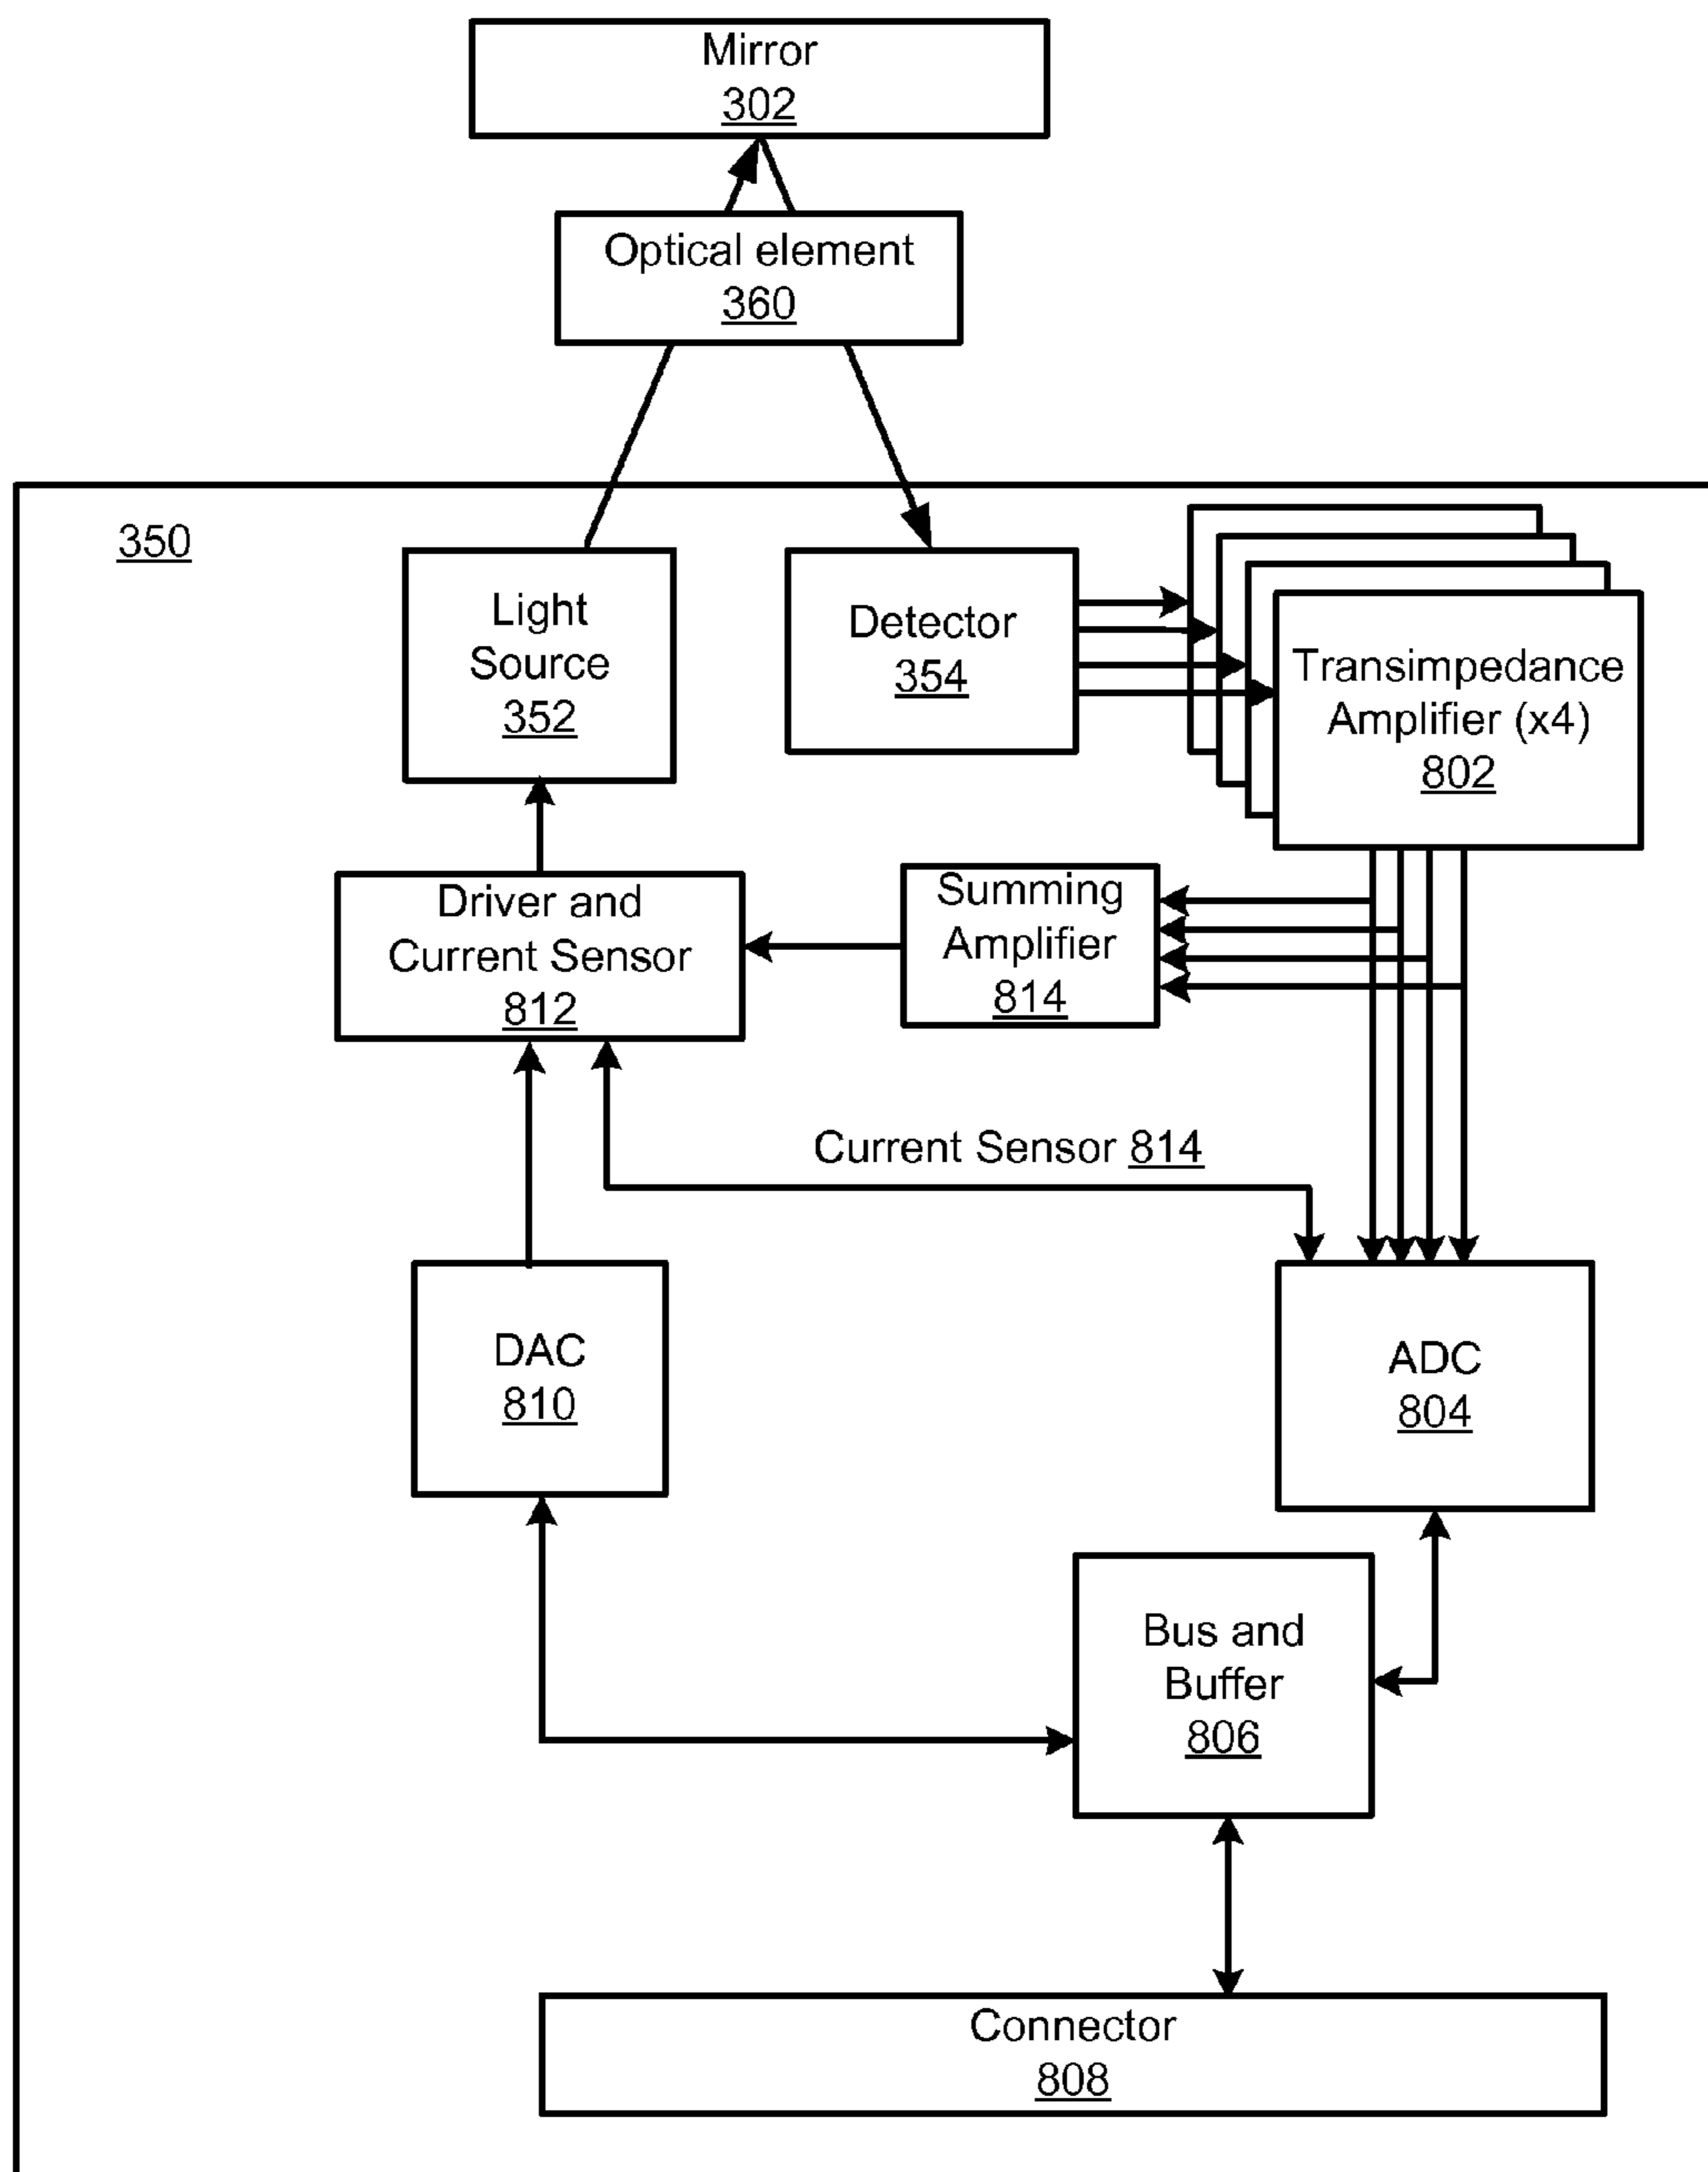 Mirror
302
Optical element
360
350
Light
Source
352
Detector
354
Transimpedance
Amplifier (x4)
802
Driver and
Current Sensor
812
Summing
Amplifier
814
Current Sensor 814
DAC
810
ADC
804
Bus and
Buffer
806
Connector
808